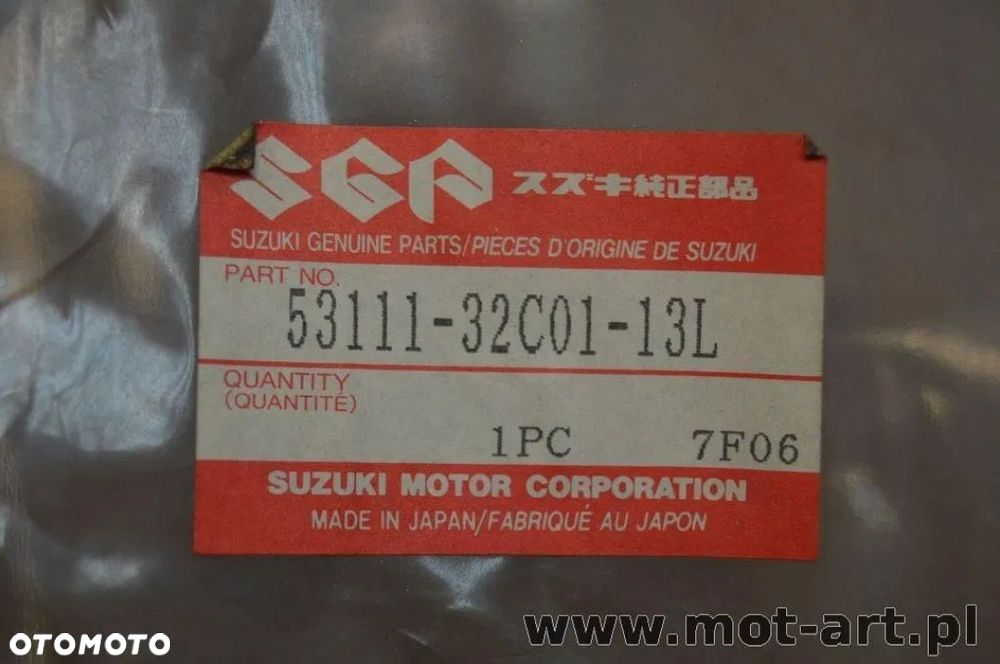 SGP スズキ純正部品
SUZUKI GENUINE PARTS/PIECES D'ORIGINE DE SUZUKI
PART NO.
53111-32C01-13L
QUANTITY
(QUANTITÉ)
1PC 7F06
SUZUKI MOTOR CORPORATION
MADE IN JAPAN/FABRIQUÉ AU JAPON
www.mot-art.pl
OTOMOTO